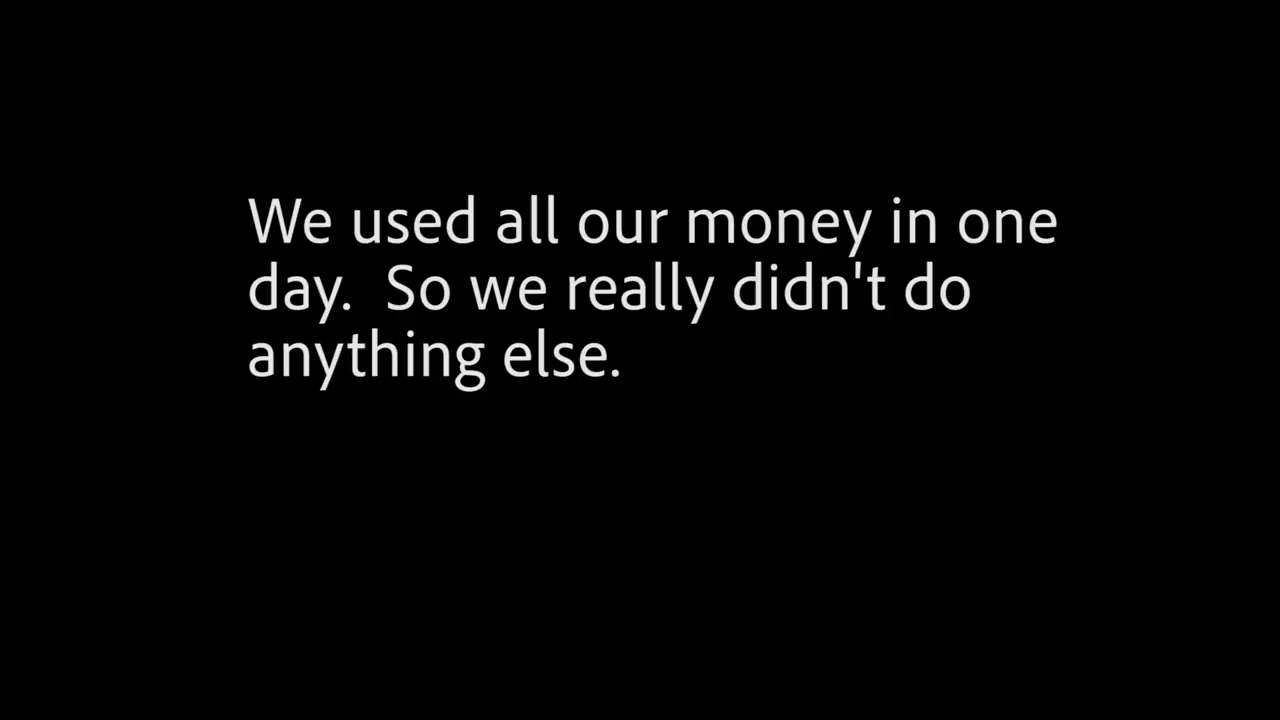 We used all our money in one
day.  So we really didn't do
anything else.